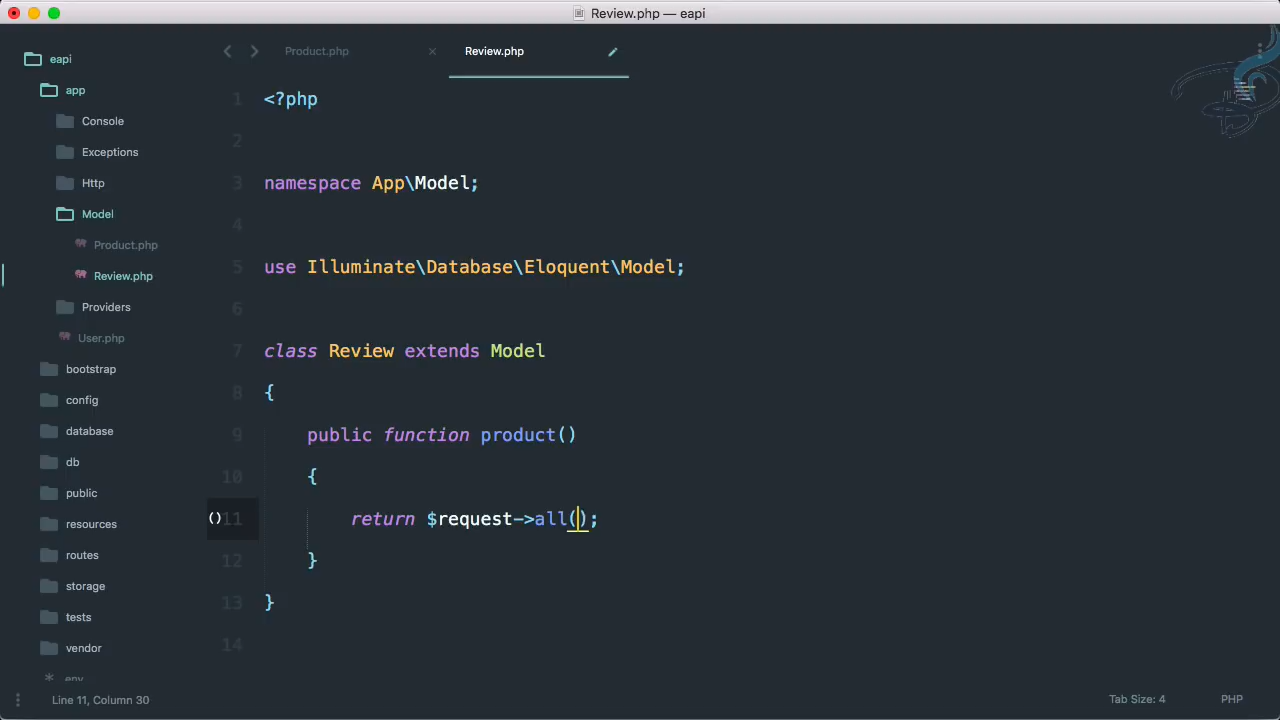 Review.php — eapi
eapi
app
Console
Exceptions
Http
Model
Product.php
Review.php
Providers
User.php
bootstrap
config
database
db
public
resources
routes
storage
tests
vendor
Product.php ×
Review.php
1 <?php
2
3 namespace App\Model;
4
5 use Illuminate\Database\Eloquent\Model;
6
7 class Review extends Model
8 {
9 public function product()
10 {
() 11 return $request->all();
12 }
13 }
14
Line 11, Column 30
Tab Size: 4
PHP